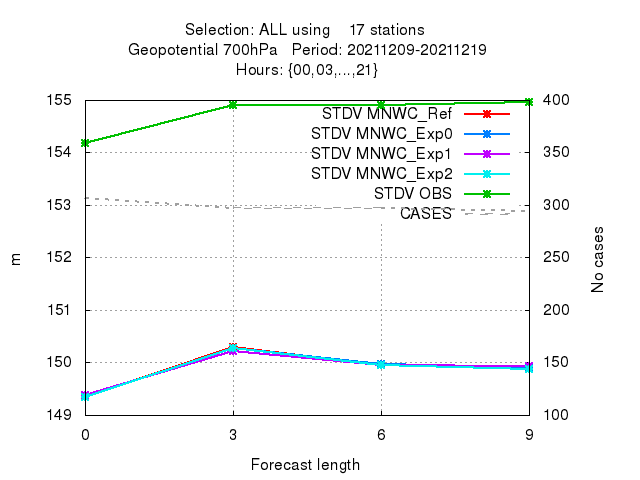 Selection: ALL using 17 stations
Geopotential 700hPa Period: 20211209-20211219
Hours: {00,03,...,21}
155 400
STDV MNWC_Ref
STDV MNWC_Exp0
154 STDV MNWC_Exp1 350
STDV MNWC_Exp2
STDV OBS
153 300
CASES
152 250
m
No cases
151 200
150 150
149 100
0 3 6 9
Forecast length